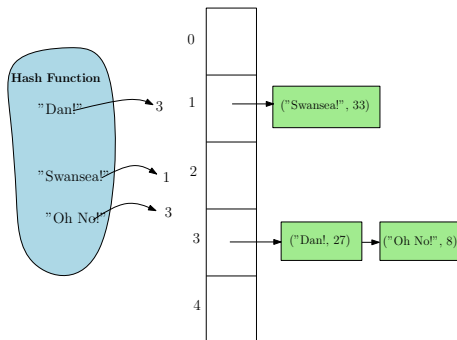 Hash Function
"Dan!"
3
"Swansea!"
1
"Oh No!"
3
0
1
2
3
4
("Swansea!", 33)
("Dan!, 27)
("Oh No!", 8)